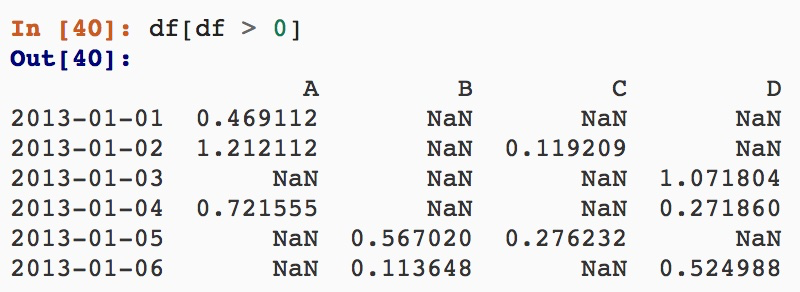 In [40]: df[df > 0]
Out[40]:
A B C D
2013-01-01 0.469112 NaN NaN NaN
2013-01-02 1.212112 NaN 0.119209 NaN
2013-01-03 NaN NaN NaN 1.071804
2013-01-04 0.721555 NaN NaN 0.271860
2013-01-05 NaN 0.567020 0.276232 NaN
2013-01-06 NaN 0.113648 NaN 0.524988